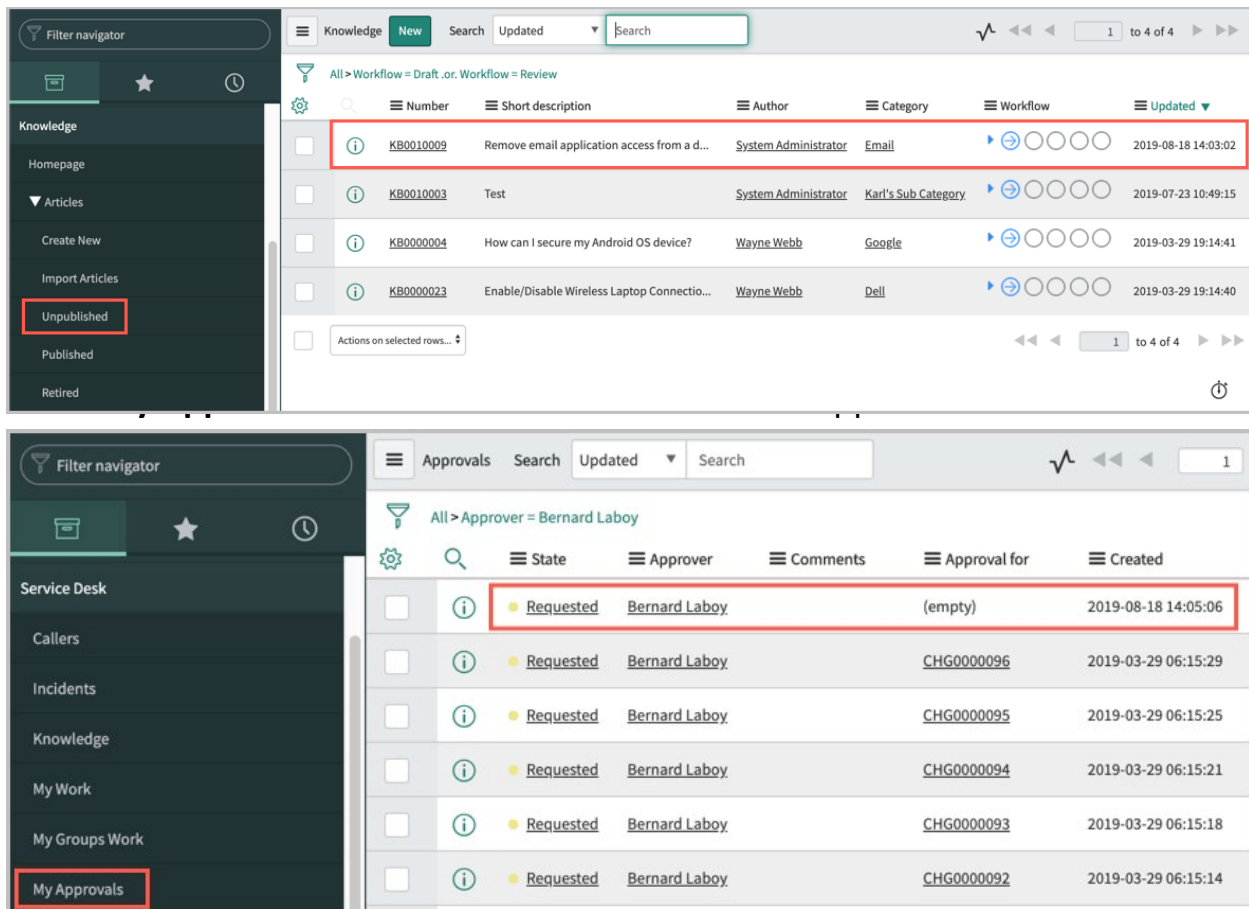 Filter navigator
Knowledge New Search Updated Search 1 to 4 of 4
All > Workflow = Draft .or. Workflow = Review
Number Short description Author Category Workflow Updated
Knowledge
Homepage
Articles
Create New
Import Articles
Unpublished
Published
Retired
KB0010009 Remove email application access from a d... System Administrator Email 2019-08-18 14:03:02
KB0010003 Test System Administrator Karl's Sub Category 2019-07-23 10:49:15
KB0000004 How can I secure my Android OS device? Wayne Webb Google 2019-03-29 19:14:41
KB0000023 Enable/Disable Wireless Laptop Connectio... Wayne Webb Dell 2019-03-29 19:14:40
Actions on selected rows... 1 to 4 of 4
Filter navigator
Approvals Search Updated Search 1
All > Approver = Bernard Laboy
State Approver Comments Approval for Created
Service Desk
Callers
Incidents
Knowledge
My Work
My Groups Work
My Approvals
Requested Bernard Laboy (empty) 2019-08-18 14:05:06
Requested Bernard Laboy CHG0000096 2019-03-29 06:15:29
Requested Bernard Laboy CHG0000095 2019-03-29 06:15:25
Requested Bernard Laboy CHG0000094 2019-03-29 06:15:21
Requested Bernard Laboy CHG0000093 2019-03-29 06:15:18
Requested Bernard Laboy CHG0000092 2019-03-29 06:15:14